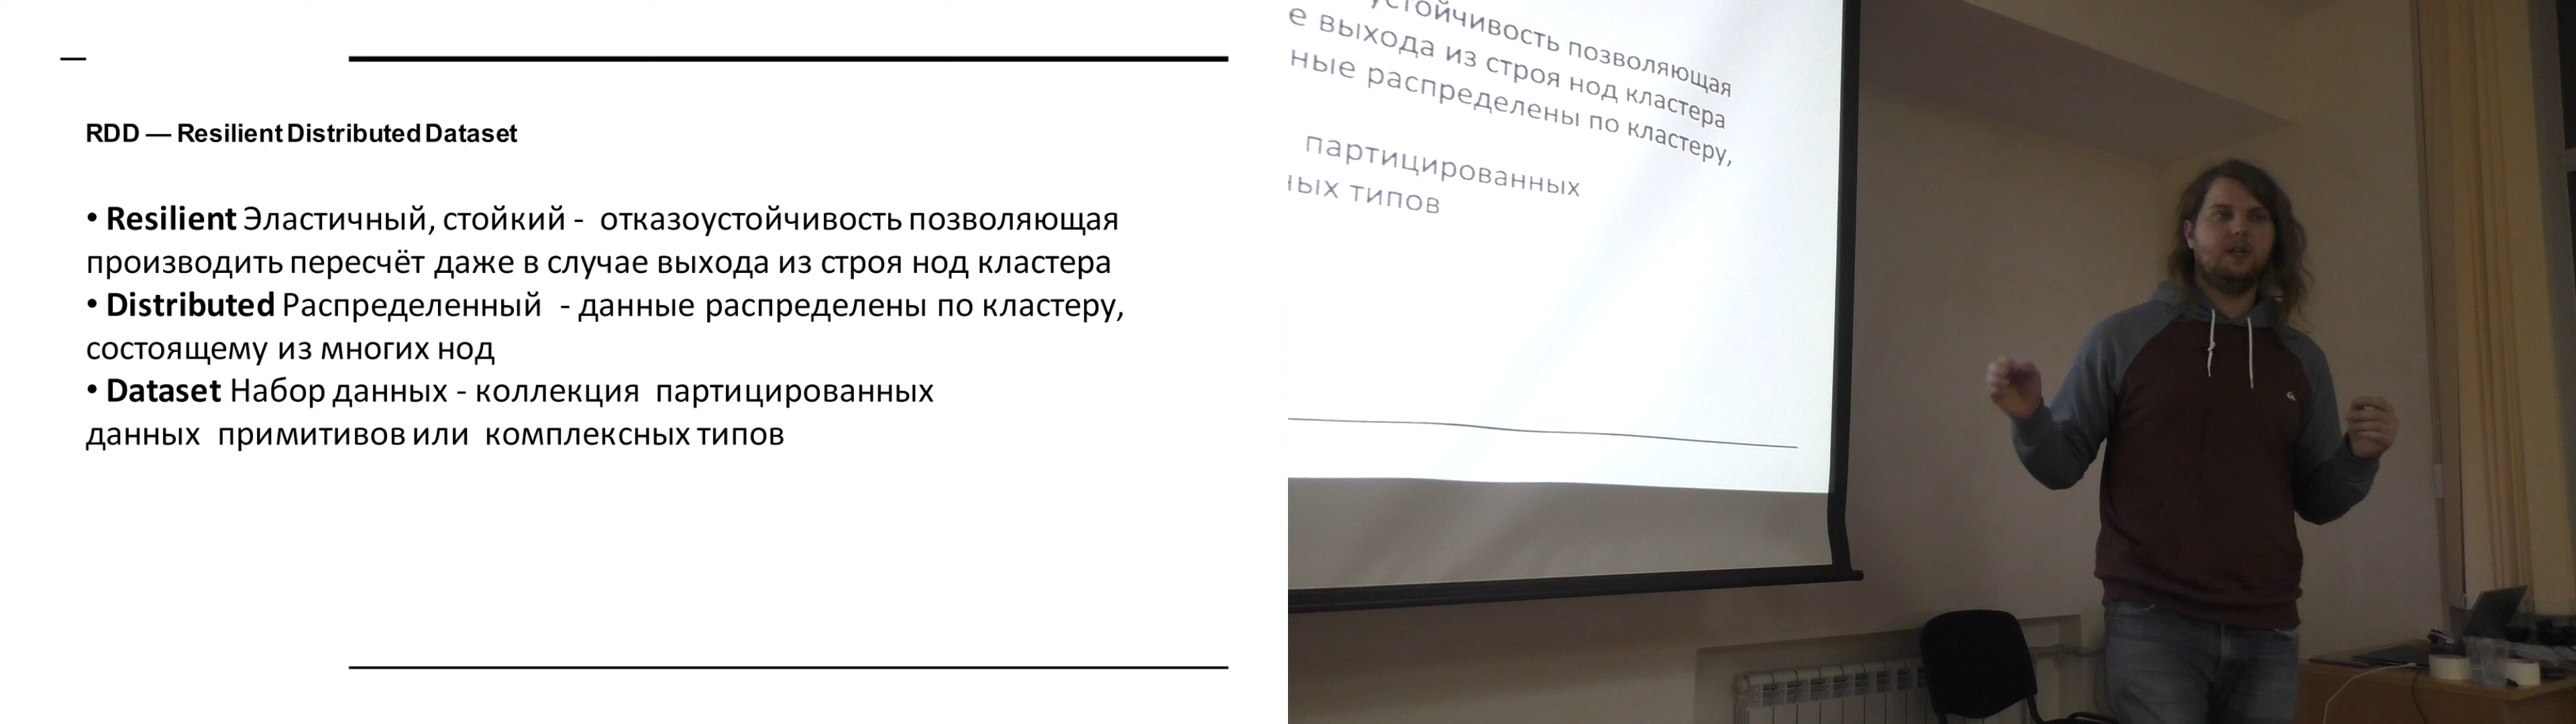 RDD — Resilient Distributed Dataset
• Resilient Эластичный, стойкий - отказоустойчивость позволяющая
производить пересчёт даже в случае выхода из строя нод кластера
• Distributed Распределенный - данные распределены по кластеру,
состоящему из многих нод
• Dataset Набор данных - коллекция партицированных
данных примитивов или комплексных типов
устойчивость позволяющая
е выхода из строя нод кластера
ные распределены по кластеру,
партицированных
ных типов